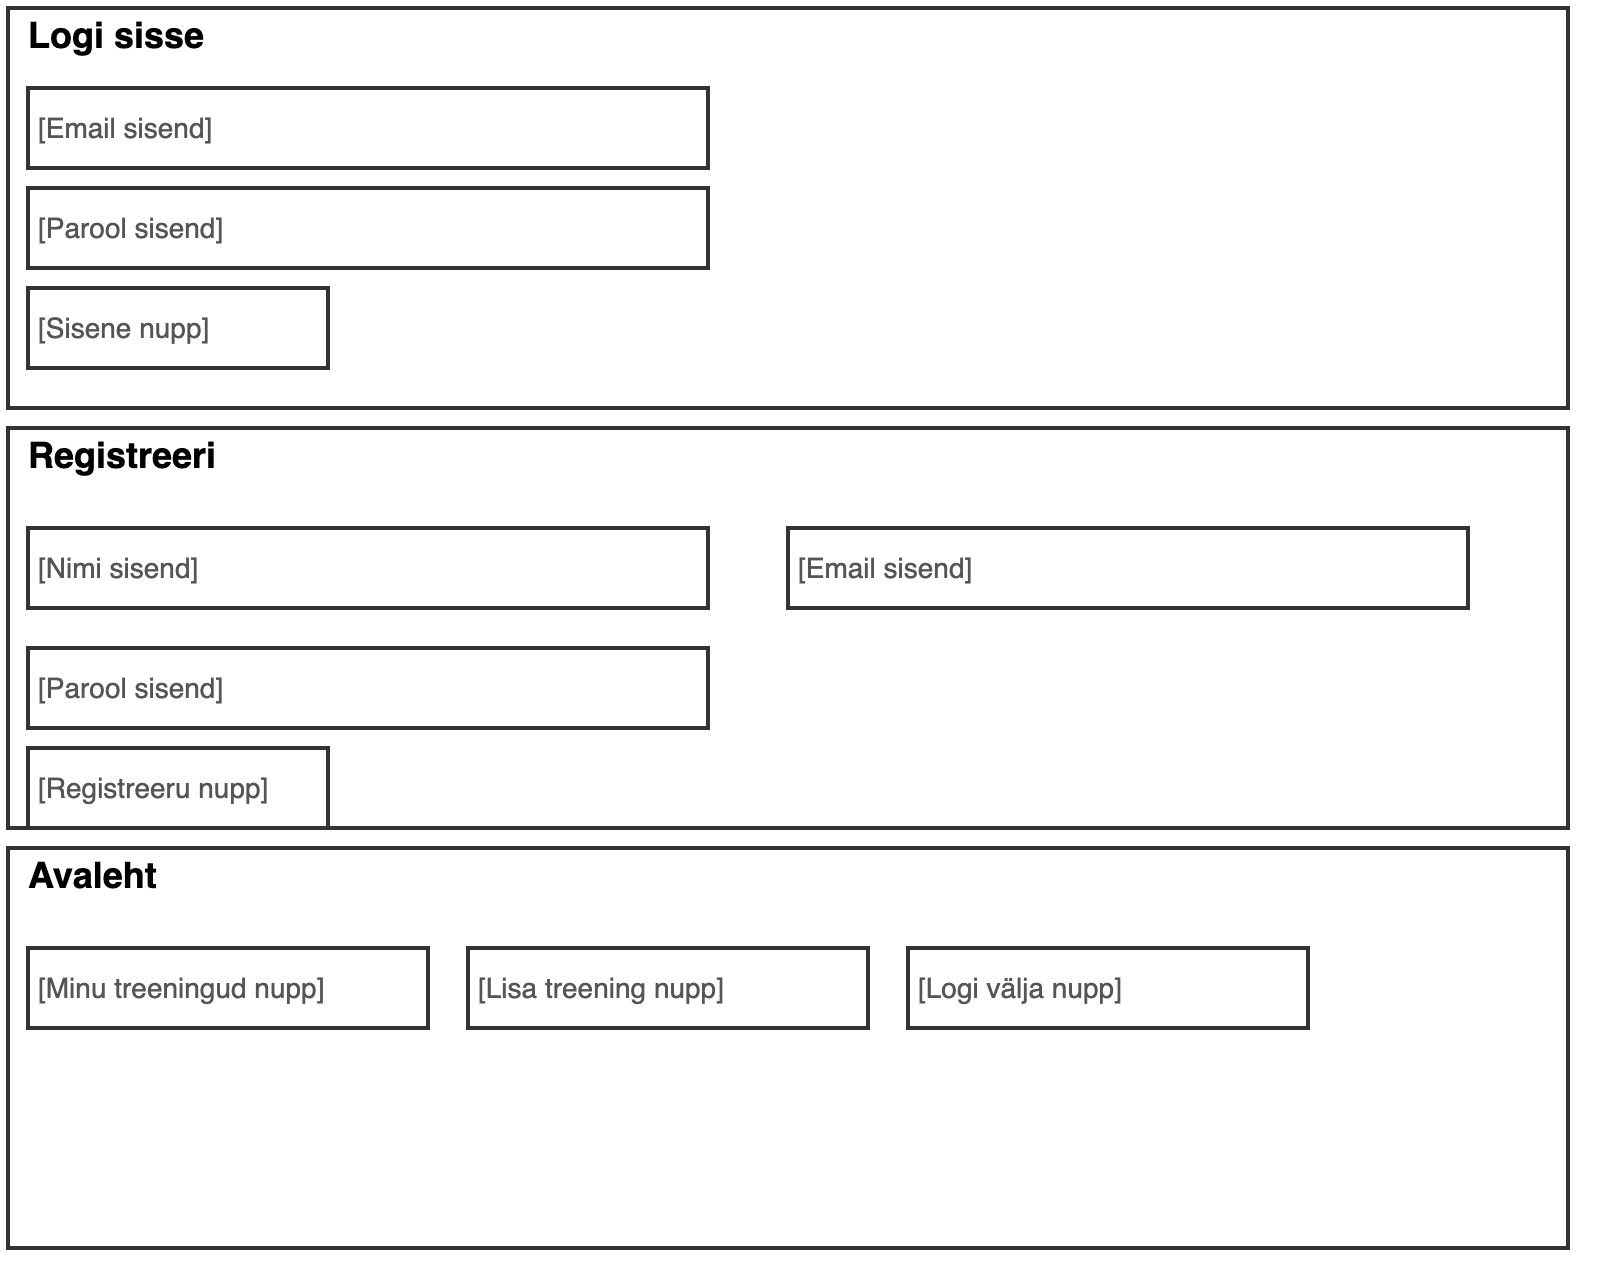 Logi sisse
[Email sisend]
[Parool sisend]
[Sisene nupp]
Registreeri
[Nimi sisend] [Email sisend]
[Parool sisend]
[Registreeru nupp]
Avaleht
[Minu treeningud nupp] [Lisa treening nupp] [Logi välja nupp]